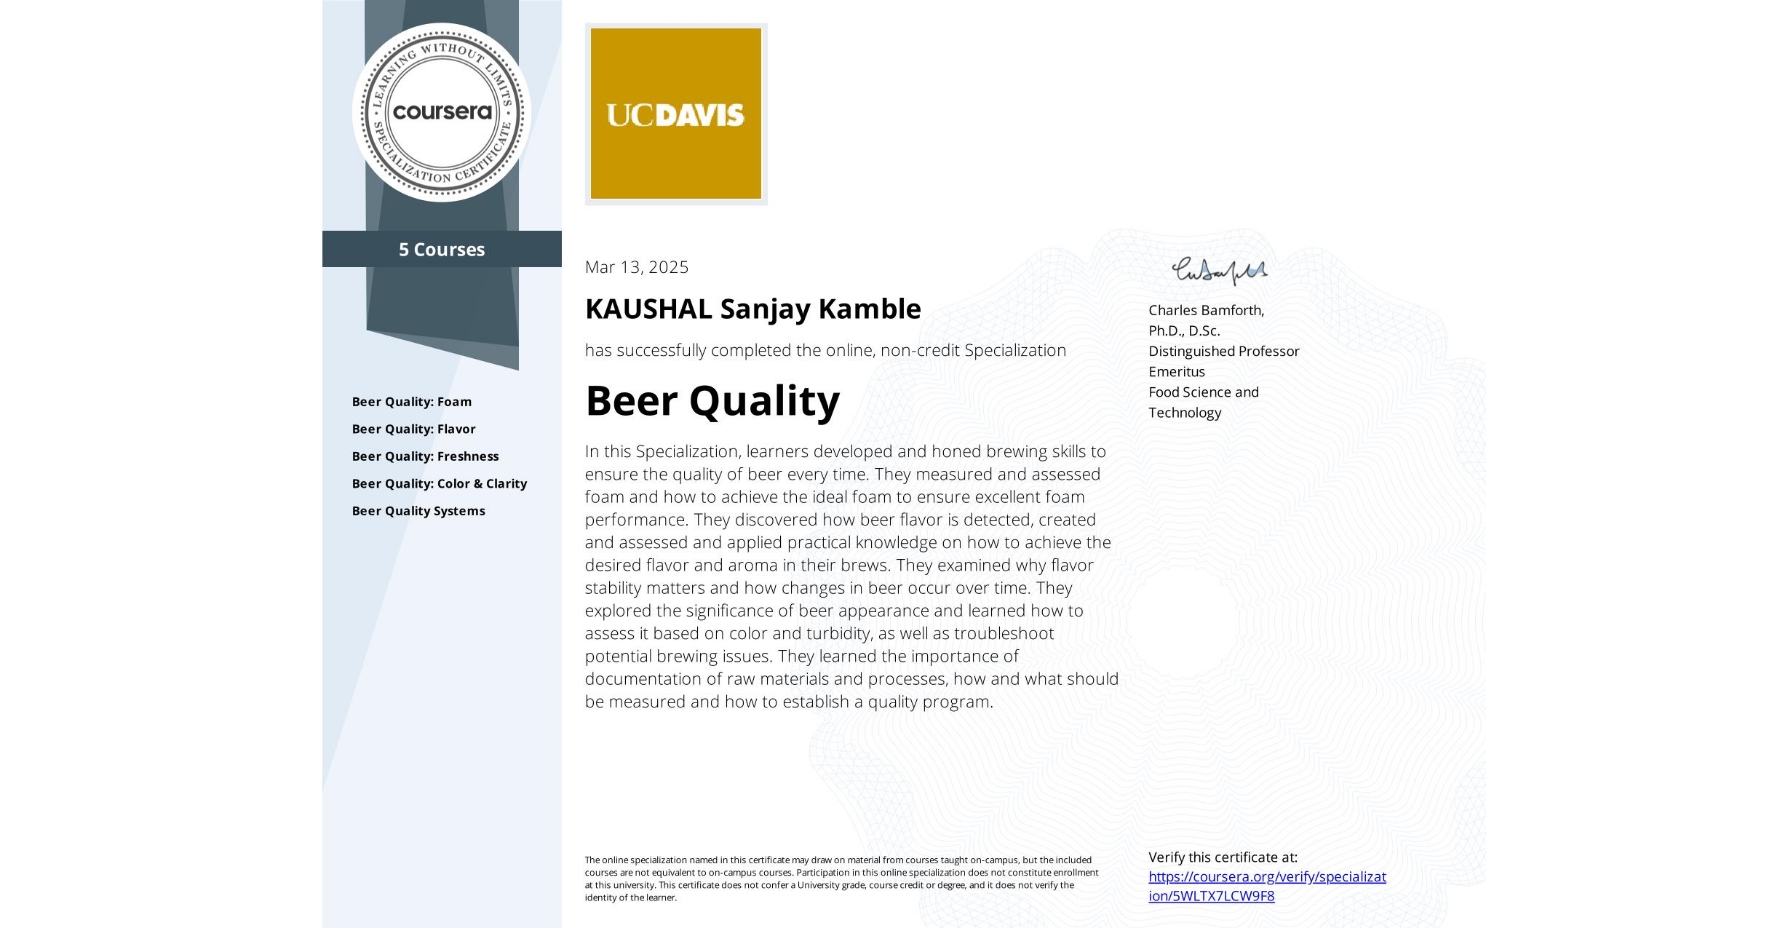 LEARNING WITHOUT LIMITS
coursera
SPECIALIZATION CERTIFICATE
5 Courses
Beer Quality: Foam
Beer Quality: Flavor
Beer Quality: Freshness
Beer Quality: Color & Clarity
Beer Quality Systems
UCDAVIS
Mar 13, 2025
KAUSHAL Sanjay Kamble
has successfully completed the online, non-credit Specialization
Beer Quality
In this Specialization, learners developed and honed brewing skills to
ensure the quality of beer every time. They measured and assessed
foam and how to achieve the ideal foam to ensure excellent foam
performance. They discovered how beer flavor is detected, created
and assessed and applied practical knowledge on how to achieve the
desired flavor and aroma in their brews. They examined why flavor
stability matters and how changes in beer occur over time. They
explored the significance of beer appearance and learned how to
assess it based on color and turbidity, as well as troubleshoot
potential brewing issues. They learned the importance of
documentation of raw materials and processes, how and what should
be measured and how to establish a quality program.
Charles Bamforth,
Ph.D., D.Sc.
Distinguished Professor
Emeritus
Food Science and
Technology
The online specialization named in this certificate may draw on material from courses taught on-campus, but the included
courses are not equivalent to on-campus courses. Participation in this online specialization does not constitute enrollment
at this university. This certificate does not confer a University grade, course credit or degree, and it does not verify the
identity of the learner.
Verify this certificate at:
https://coursera.org/verify/specializat
ion/5WLTX7LCW9F8